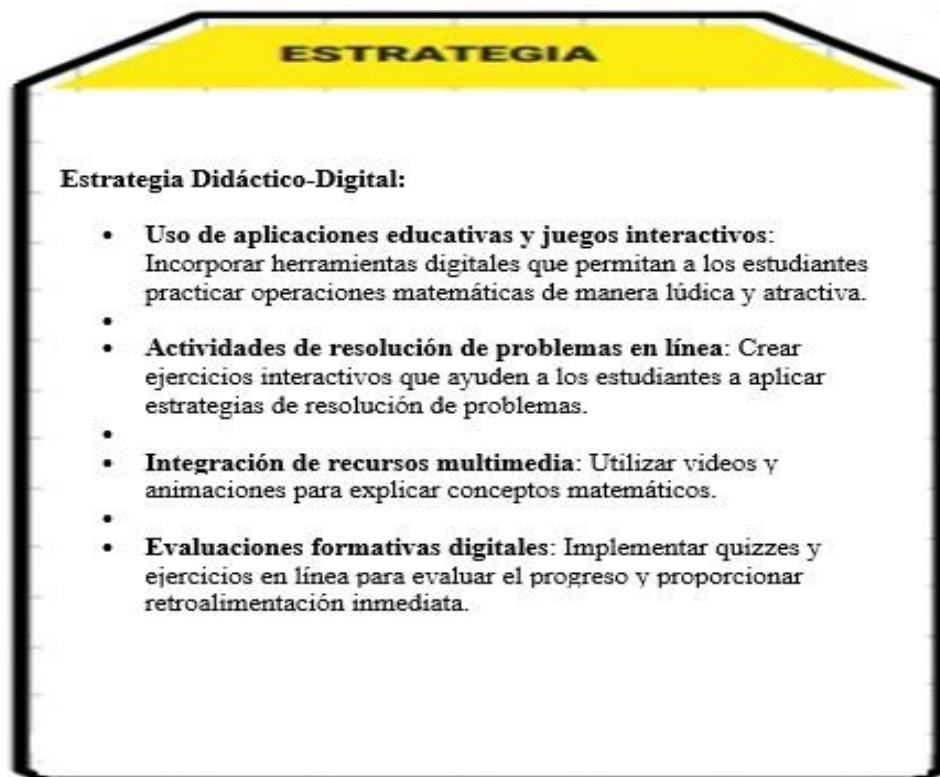 ESTRATEGIA
Estrategia Didáctico-Digital:
• Uso de aplicaciones educativas y juegos interactivos:
Incorporar herramientas digitales que permitan a los estudiantes
practicar operaciones matemáticas de manera lúdica y atractiva.
•
• Actividades de resolución de problemas en línea: Crear
ejercicios interactivos que ayuden a los estudiantes a aplicar
estrategias de resolución de problemas.
•
• Integración de recursos multimedia: Utilizar videos y
animaciones para explicar conceptos matemáticos.
•
• Evaluaciones formativas digitales: Implementar quizzes y
ejercicios en línea para evaluar el progreso y proporcionar
retroalimentación inmediata.